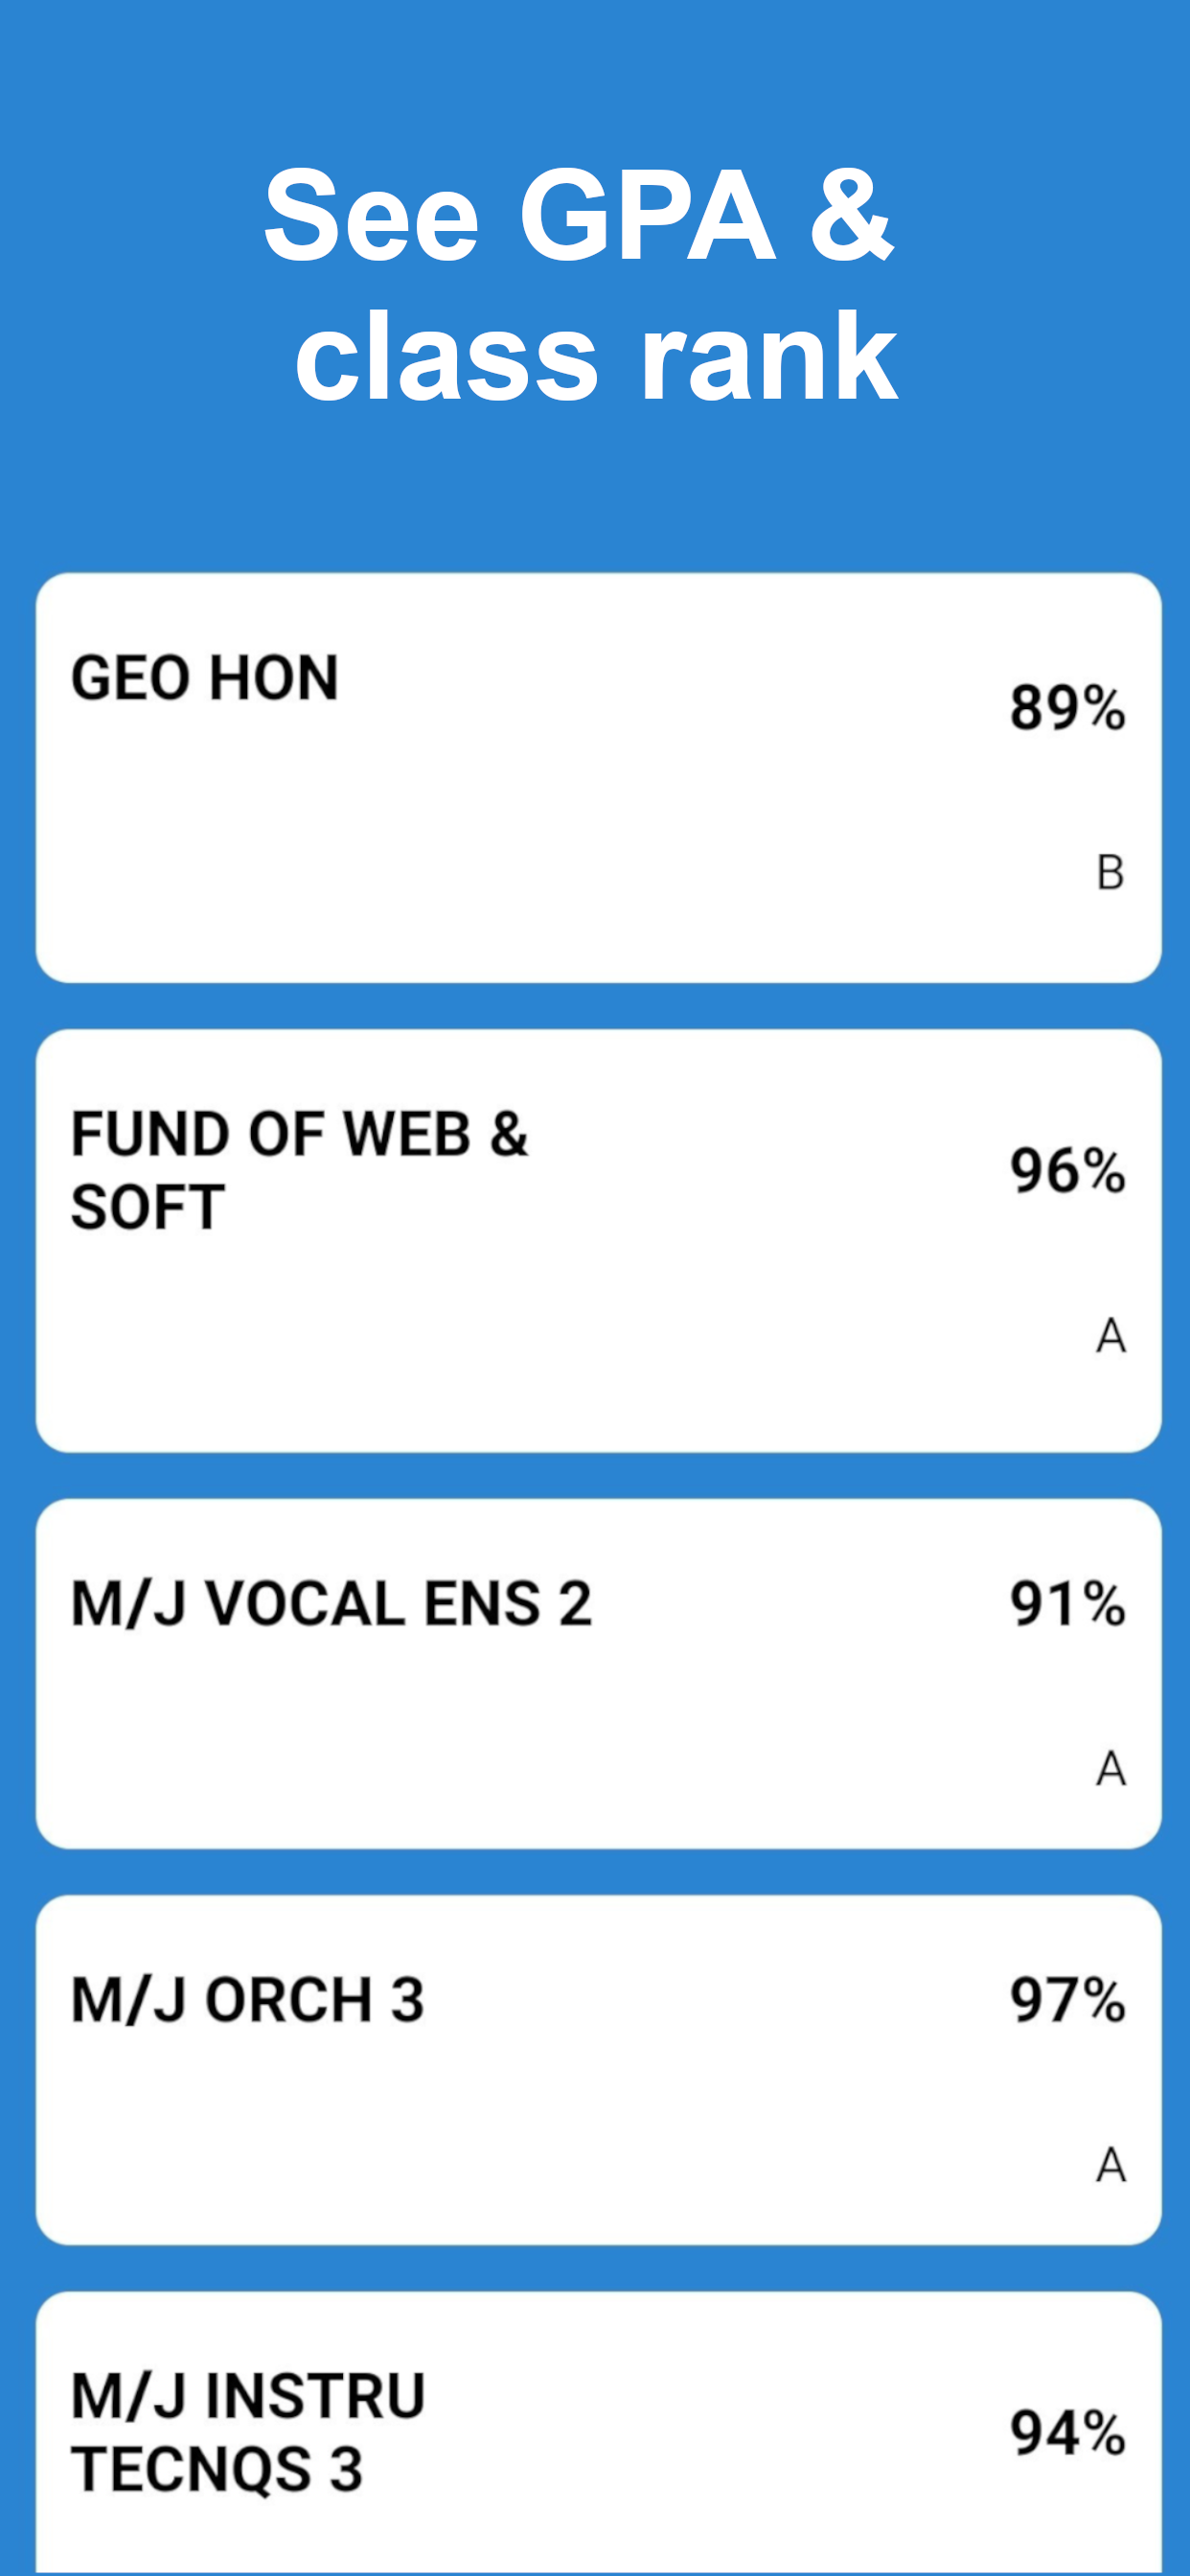 See GPA &
class rank
GEO HON
89%
B
FUND OF WEB &
SOFT
96%
A
M/J VOCAL ENS 2
91%
A
M/J ORCH 3
97%
A
M/J INSTRU
TECNQS 3
94%